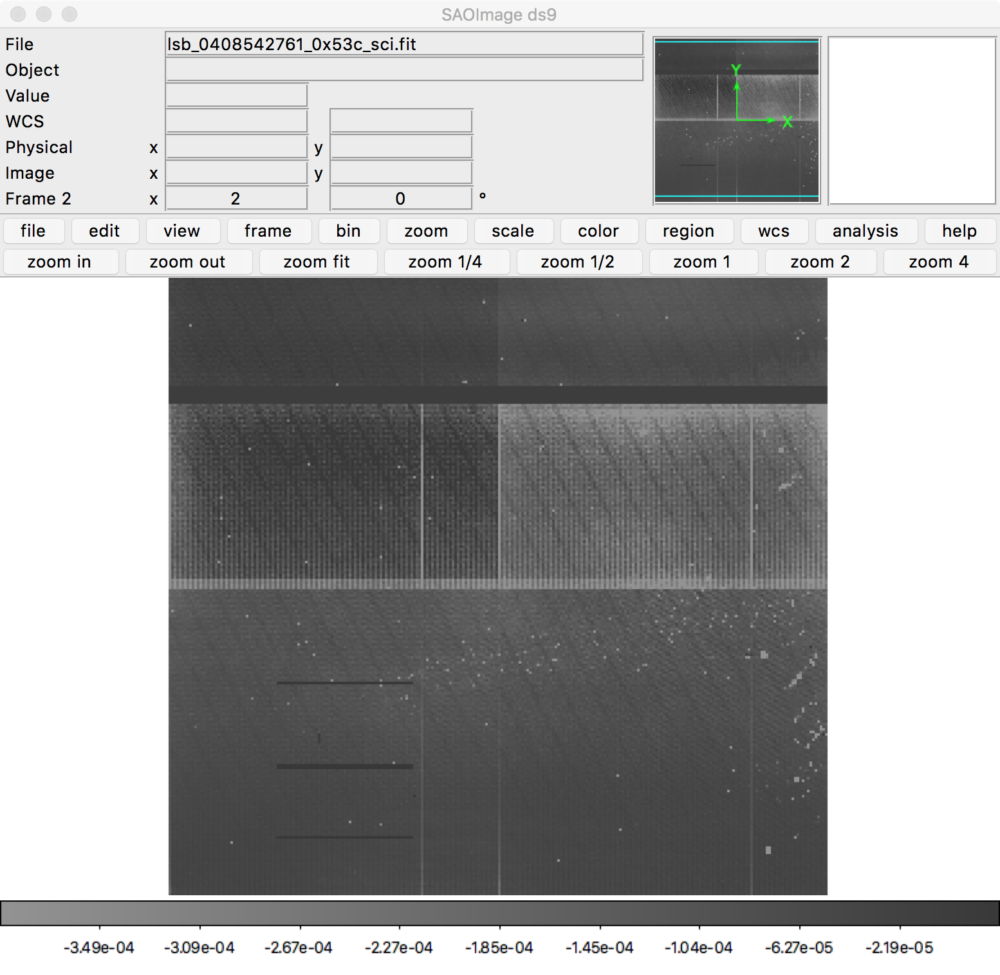 SAOImage ds9
File lsb_0408542761_0x53c_sci.fit
Object
Value
WCS
Physical x y
Image x y
Frame 2 x 2 0 °
Y
X
file edit view frame bin zoom scale color region wcs analysis help
zoom in zoom out zoom fit zoom 1/4 zoom 1/2 zoom 1 zoom 2 zoom 4
-3.49e-04 -3.09e-04 -2.67e-04 -2.27e-04 -1.85e-04 -1.45e-04 -1.04e-04 -6.27e-05 -2.19e-05